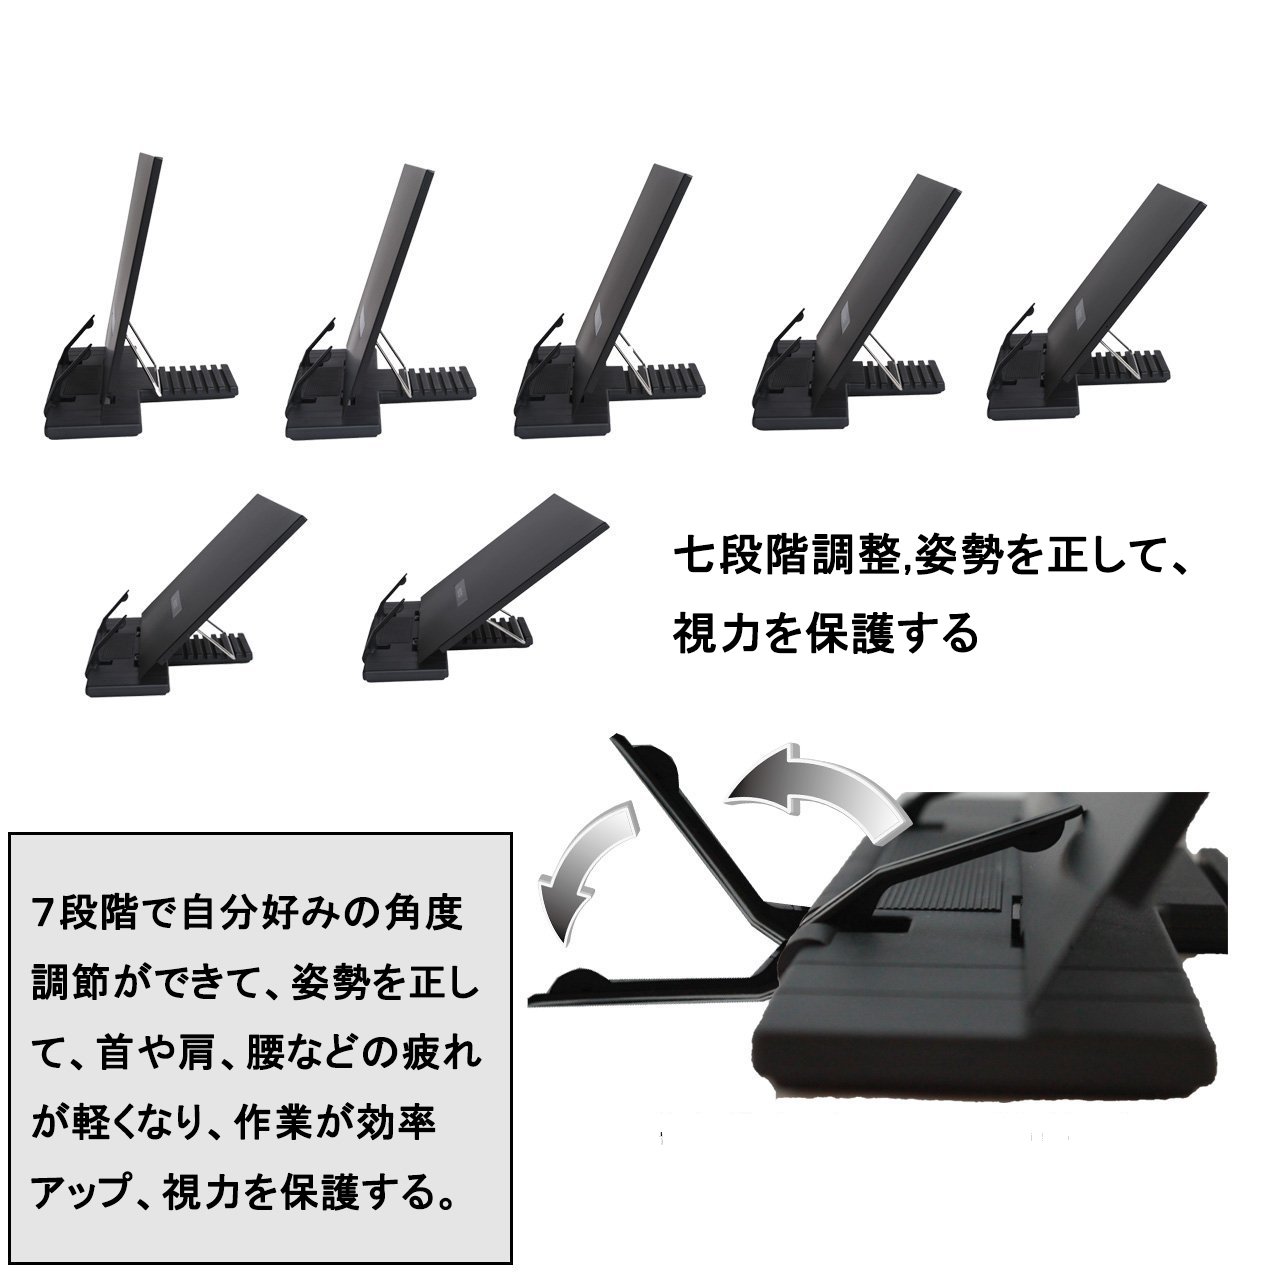 七段階調整,姿勢を正して、
視力を保護する
7段階で自分好みの角度
調節ができて、姿勢を正し
て、首や肩、腰などの疲れ
が軽くなり、作業が効率
アップ、視力を保護する。